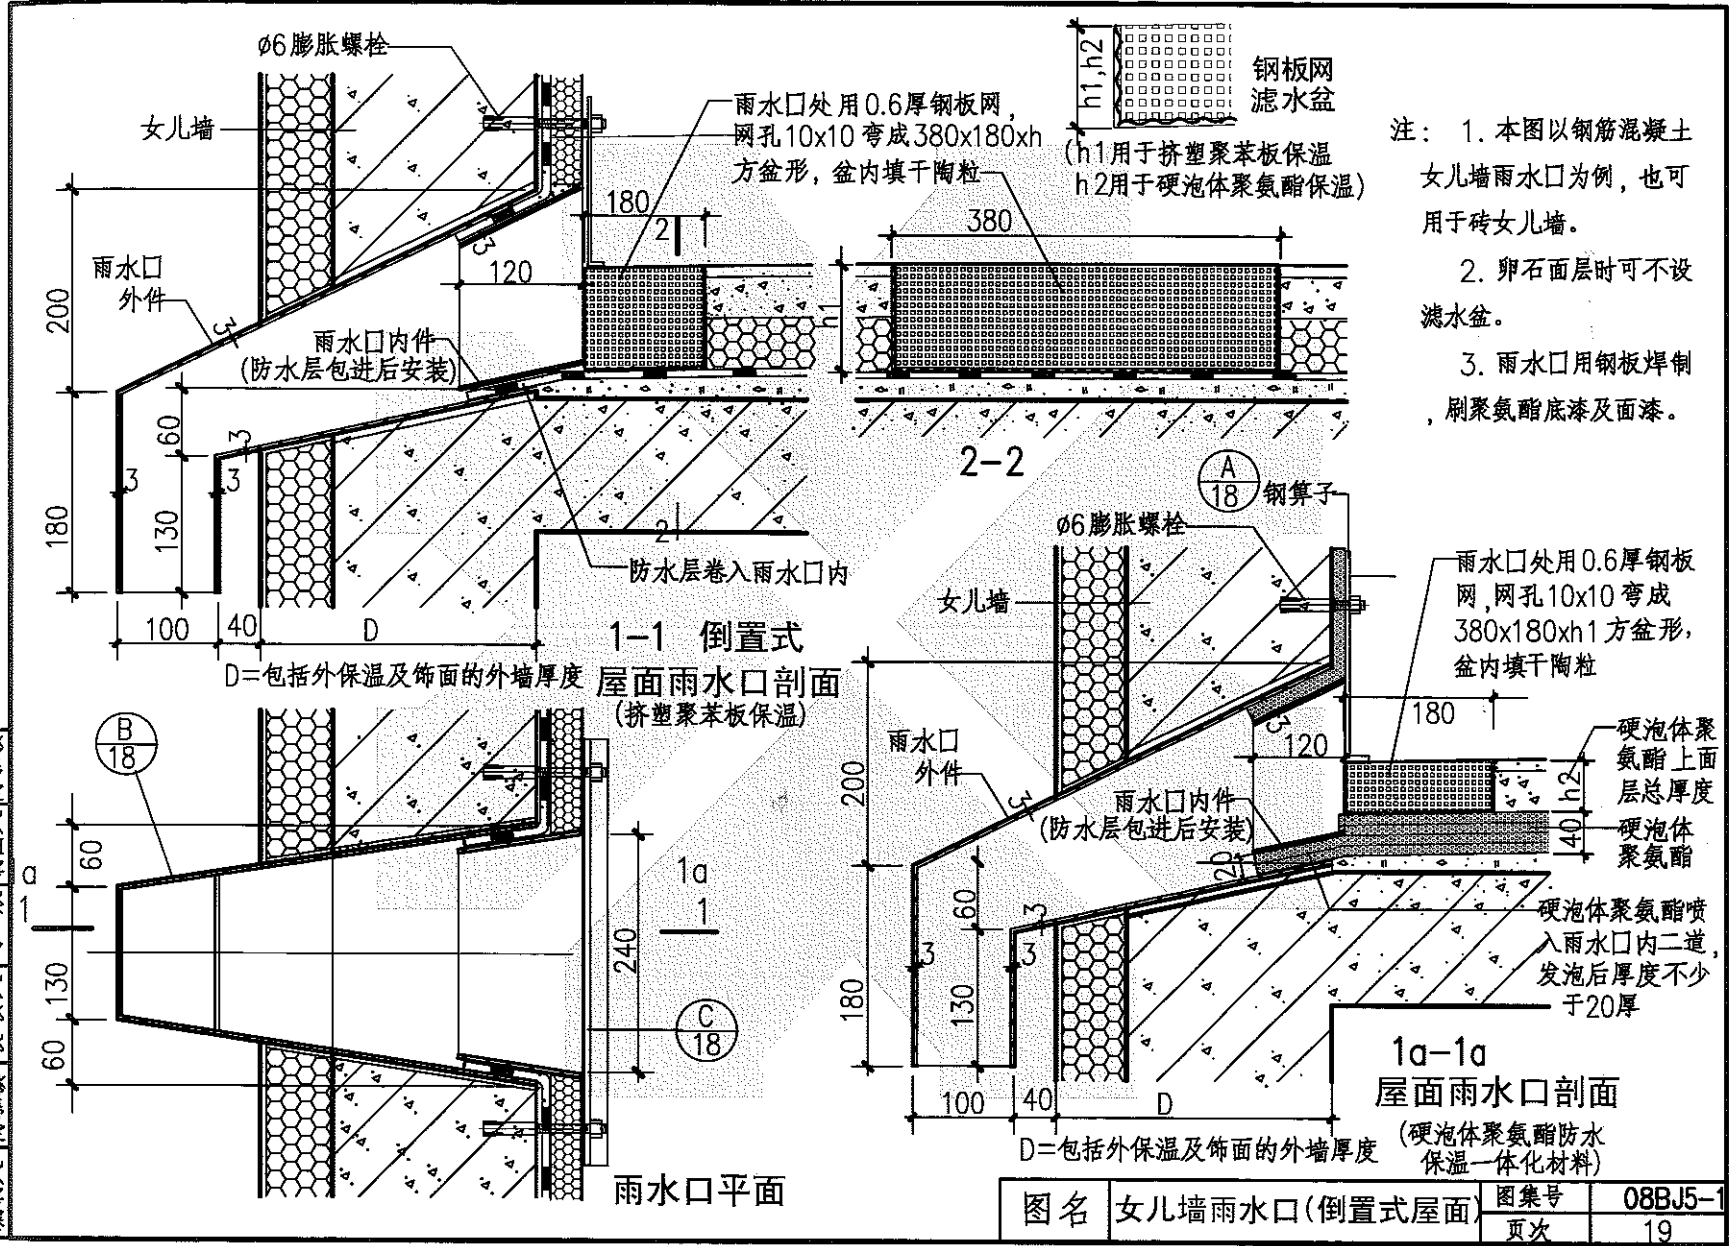 ø6膨胀螺栓
女儿墙
雨水口处用0.6厚钢板网，
网孔10x10弯成380x180xh
方盆形，盆内填干陶粒
h1,h2
钢板网
滤水盆
(h1用于挤塑聚苯板保温
h2用于硬泡体聚氨酯保温)
注： 1. 本图以钢筋混凝土
女儿墙雨水口为例，也可
用于砖女儿墙。
2. 卵石面层时可不设
滤水盆。
3. 雨水口用钢板焊制
，刷聚氨酯底漆及面漆。
180
2
380
3
120
200
雨水口
外件
3
雨水口内件
(防水层包进后安装)
h1
60
3
3
3
180
130
2
防水层卷入雨水口内
100
40
D
D=包括外保温及饰面的外墙厚度
1-1 倒置式
屋面雨水口剖面
(挤塑聚苯板保温)
2-2
A
18
钢箅子
ø6膨胀螺栓
女儿墙
雨水口处用0.6厚钢板
网,网孔10x10弯成
380x180xh1方盆形，
盆内填干陶粒
180
3
120
200
雨水口
外件
3
雨水口内件
(防水层包进后安装)
20
h2
40
硬泡体聚
氨酯上面
层总厚度
硬泡体
聚氨酯
60
3
3
3
180
130
硬泡体聚氨酯喷
入雨水口内二道，
发泡后厚度不少
于20厚
100
40
D
D=包括外保温及饰面的外墙厚度
1a-1a
屋面雨水口剖面
(硬泡体聚氨酯防水
保温一体化材料)
B
18
60
a
1
130
60
1a
1
240
C
18
雨水口平面
图名
女儿墙雨水口(倒置式屋面)
图集号
08BJ5-1
页次
19